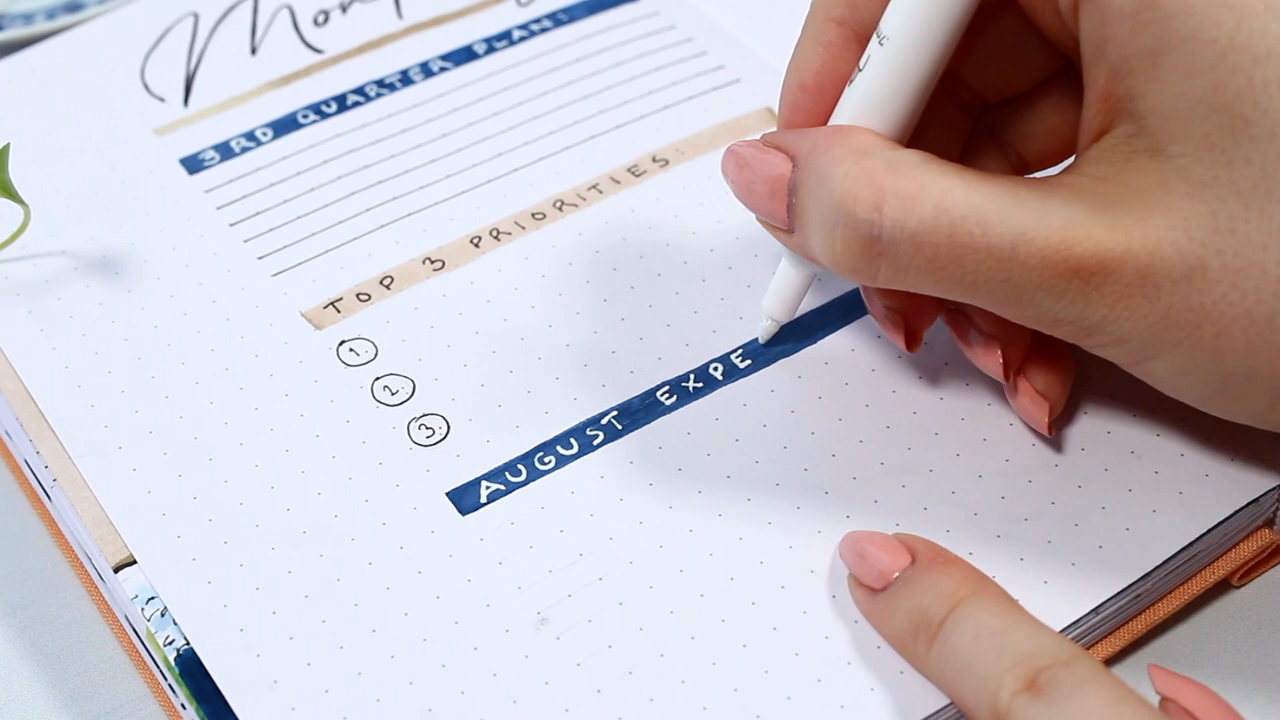 3RD QUARTER PLAN:
TOP 3 PRIORITIES:
1.
2.
3.
AUGUST EXPE